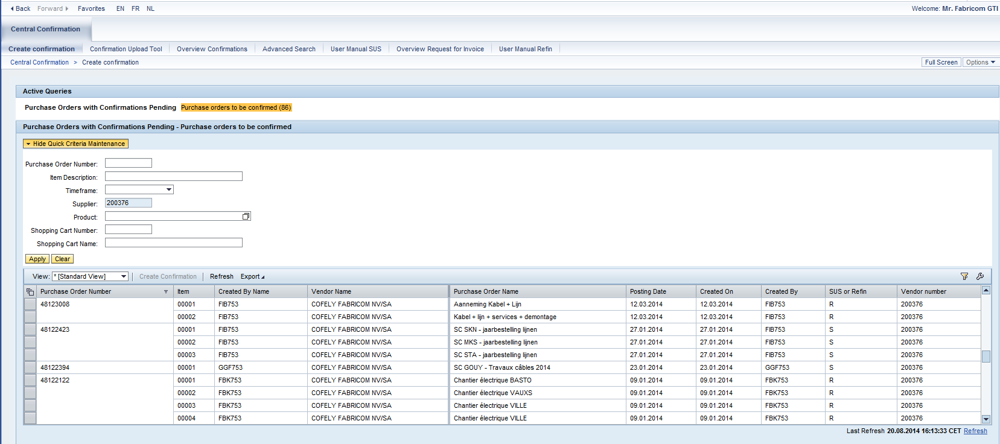 Back Forward Favorites EN FR NL Welcome: Mr. Fabricom GTI
Central Confirmation
Create confirmation Confirmation Upload Tool Overview Confirmations Advanced Search User Manual SUS Overview Request for Invoice User Manual Refin
Central Confirmation > Create confirmation Full Screen Options
Active Queries
Purchase Orders with Confirmations Pending Purchase orders to be confirmed (86)
Purchase Orders with Confirmations Pending - Purchase orders to be confirmed
Hide Quick Criteria Maintenance
Purchase Order Number:
Item Description:
Timeframe:
Supplier: 200376
Product:
Shopping Cart Number:
Shopping Cart Name:
Apply Clear
View: * [Standard View] Create Confirmation Refresh Export
Purchase Order Number Item Created By Name Vendor Name Purchase Order Name Posting Date Created On Created By SUS or Refin Vendor number
48123008 00001 FIB753 COFELY FABRICOM NV/SA Aanneming Kabel + Lijn 12.03.2014 12.03.2014 FIB753 R 200376
00002 FIB753 COFELY FABRICOM NV/SA Kabel + lijn + services + demontage 12.03.2014 12.03.2014 FIB753 R 200376
48122423 00001 FIB753 COFELY FABRICOM NV/SA SC SKN - jaarbestelling lijnen 27.01.2014 27.01.2014 FIB753 S 200376
00002 FIB753 COFELY FABRICOM NV/SA SC MKS - jaarbestelling lijnen 27.01.2014 27.01.2014 FIB753 S 200376
00003 FIB753 COFELY FABRICOM NV/SA SC STA - jaarbestelling lijnen 27.01.2014 27.01.2014 FIB753 S 200376
48122394 00001 GGF753 COFELY FABRICOM NV/SA SC GOUY - Travaux câbles 2014 23.01.2014 23.01.2014 GGF753 S 200376
48122122 00001 FBK753 COFELY FABRICOM NV/SA Chantier électrique BASTO 09.01.2014 09.01.2014 FBK753 R 200376
00002 FBK753 COFELY FABRICOM NV/SA Chantier électrique VAUXS 09.01.2014 09.01.2014 FBK753 R 200376
00003 FBK753 COFELY FABRICOM NV/SA Chantier électrique VILLE 09.01.2014 09.01.2014 FBK753 R 200376
00004 FBK753 COFELY FABRICOM NV/SA Chantier électrique VILLE 09.01.2014 09.01.2014 FBK753 R 200376
Last Refresh 20.08.2014 16:13:33 CET Refresh